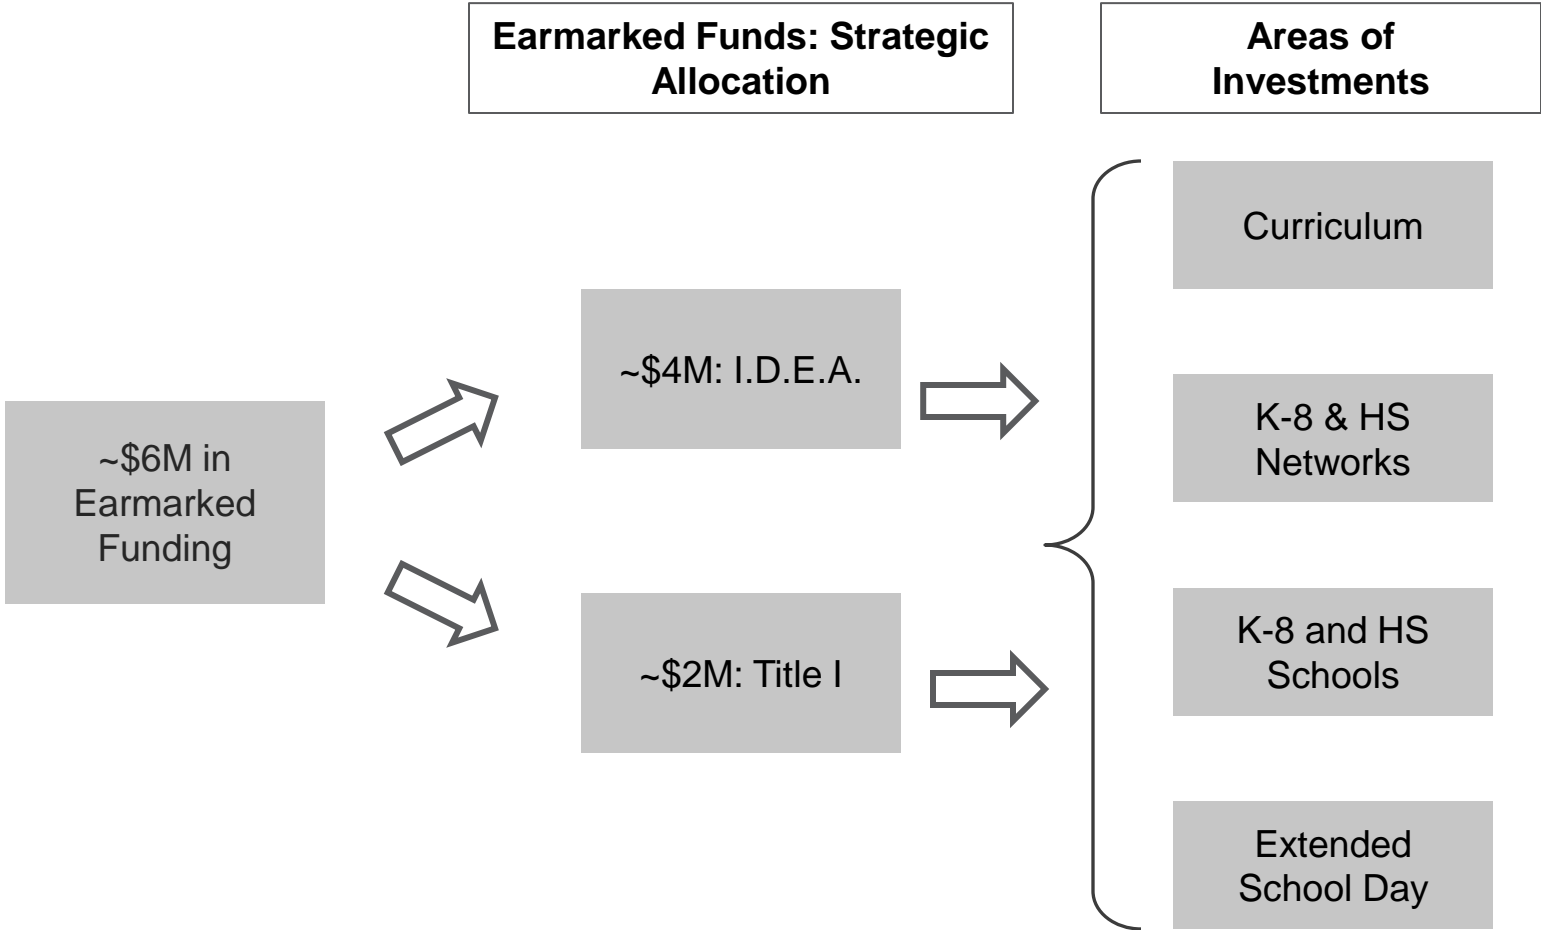 Earmarked Funds: Strategic
Allocation
Areas of
Investments
~$6M in
Earmarked
Funding
~$4M: I.D.E.A.
~$2M: Title I
Curriculum
K-8 & HS
Networks
K-8 and HS
Schools
Extended
School Day